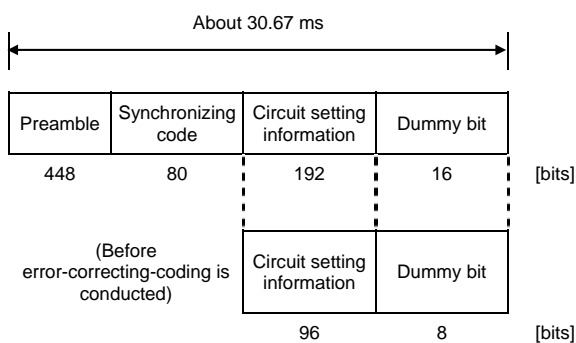 About 30.67 ms
Preamble
Synchronizing
code
Circuit setting
information
Dummy bit
448
80
192
16
[bits]
(Before
error-correcting-coding is
conducted)
Circuit setting
information
Dummy bit
96
8
[bits]